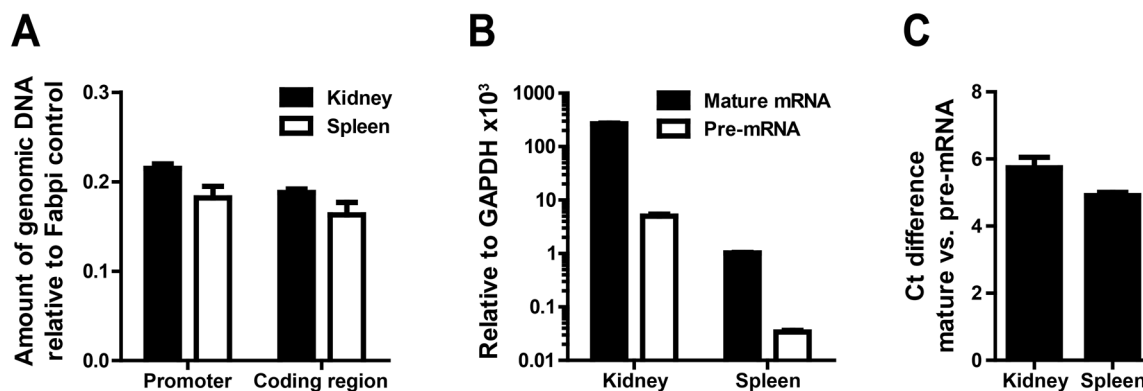 A
Amount of genomic DNA
relative to Fabpi control
0.3
0.2
0.1
0.0
Kidney
Spleen
Promoter
Coding region
B
Relative to GAPDH x10³
1000
100
10
1
0.1
0.01
Mature mRNA
Pre-mRNA
Kidney
Spleen
C
Ct difference
mature vs. pre-mRNA
8
6
4
2
0
Kidney
Spleen